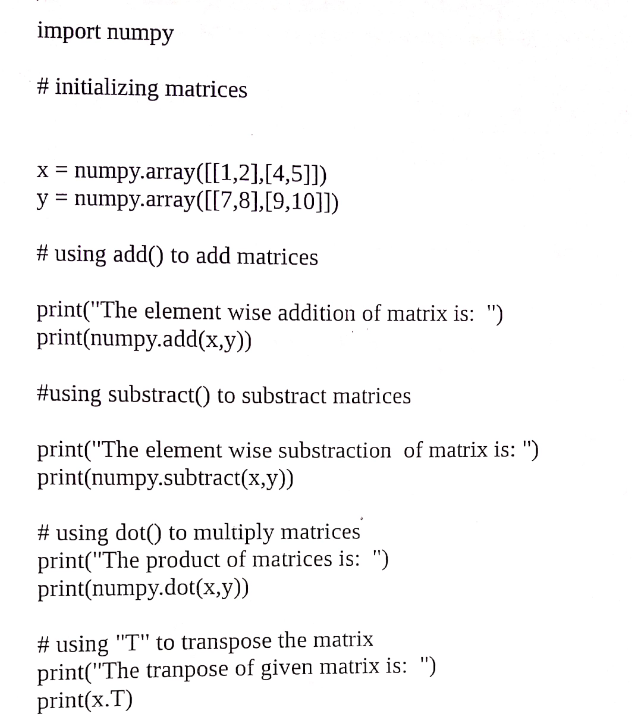 import numpy
# initializing matrices
x = numpy.array([[1,2],[4,5]])
y = numpy.array([[7,8],[9,10]])
# using add() to add matrices
print("The element wise addition of matrix is:  ")
print(numpy.add(x,y))
#using substract() to substract matrices
print("The element wise substraction  of matrix is: ")
print(numpy.subtract(x,y))
# using dot() to multiply matrices
print("The product of matrices is:  ")
print(numpy.dot(x,y))
# using "T" to transpose the matrix
print("The tranpose of given matrix is:  ")
print(x.T)